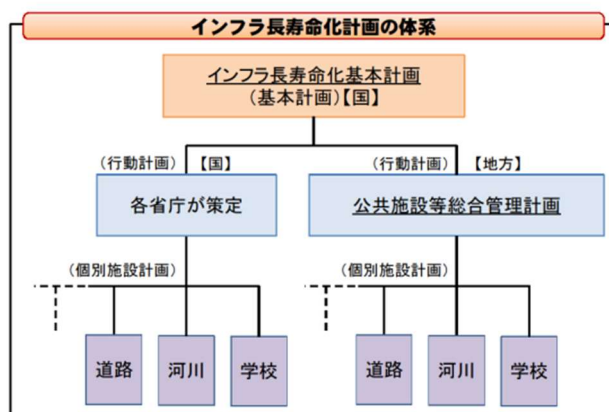 インフラ長寿命化計画の体系
インフラ長寿命化基本計画
(基本計画)【国】
(行動計画) 【国】
(行動計画) 【地方】
各省庁が策定
公共施設等総合管理計画
(個別施設計画)
(個別施設計画)
道路
河川
学校
道路
河川
学校